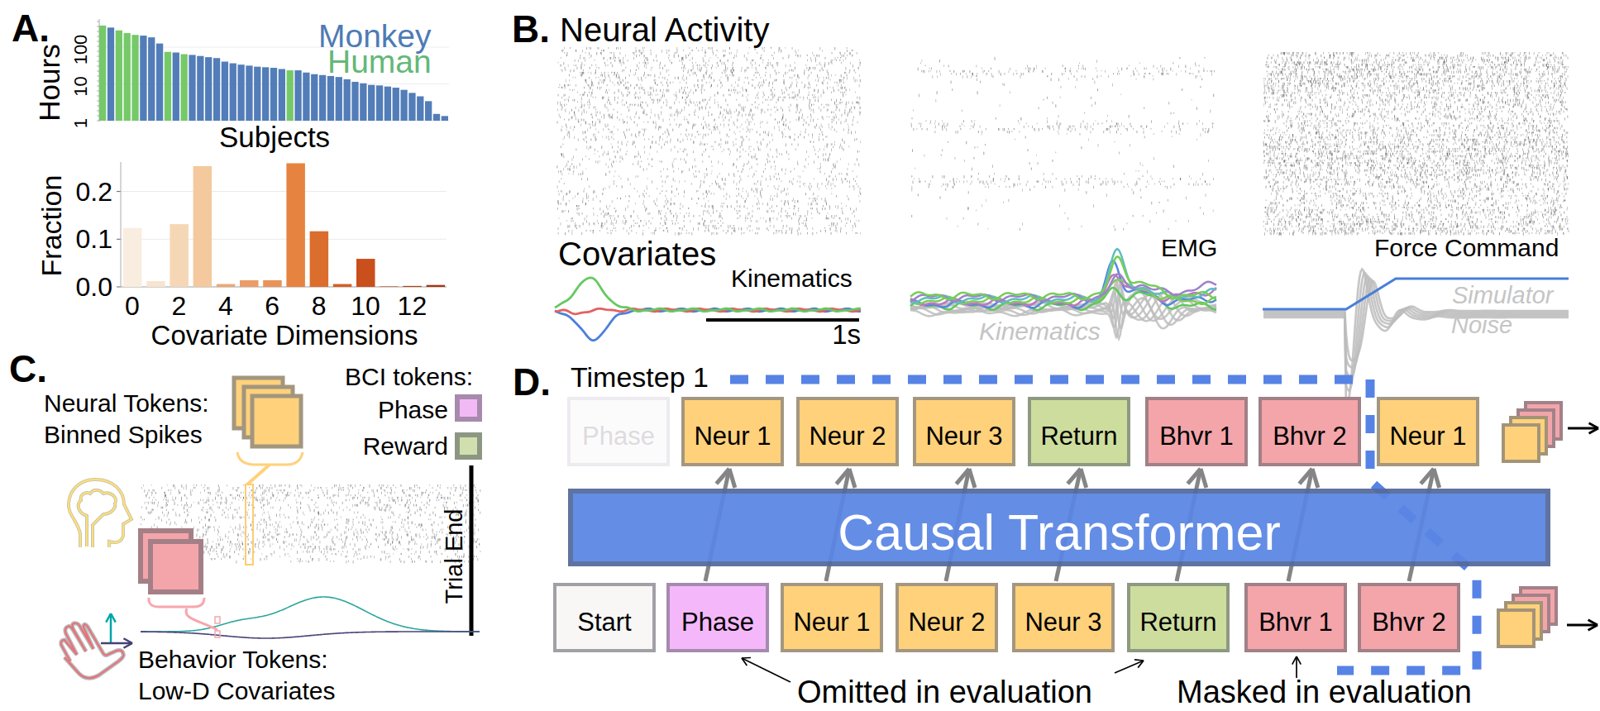 A.
Hours
100
10
1
Monkey
Human
Subjects
Fraction
0.2
0.1
0.0
0 2 4 6 8 10 12
Covariate Dimensions
B. Neural Activity
Covariates
Kinematics
1s
EMG
Kinematics
Force Command
Simulator
Noise
C.
Neural Tokens:
Binned Spikes
BCI tokens:
Phase
Reward
Trial End
Behavior Tokens:
Low-D Covariates
D. Timestep 1
Phase Neur 1 Neur 2 Neur 3 Return Bhvr 1 Bhvr 2 Neur 1
Causal Transformer
Start Phase Neur 1 Neur 2 Neur 3 Return Bhvr 1 Bhvr 2
Omitted in evaluation Masked in evaluation